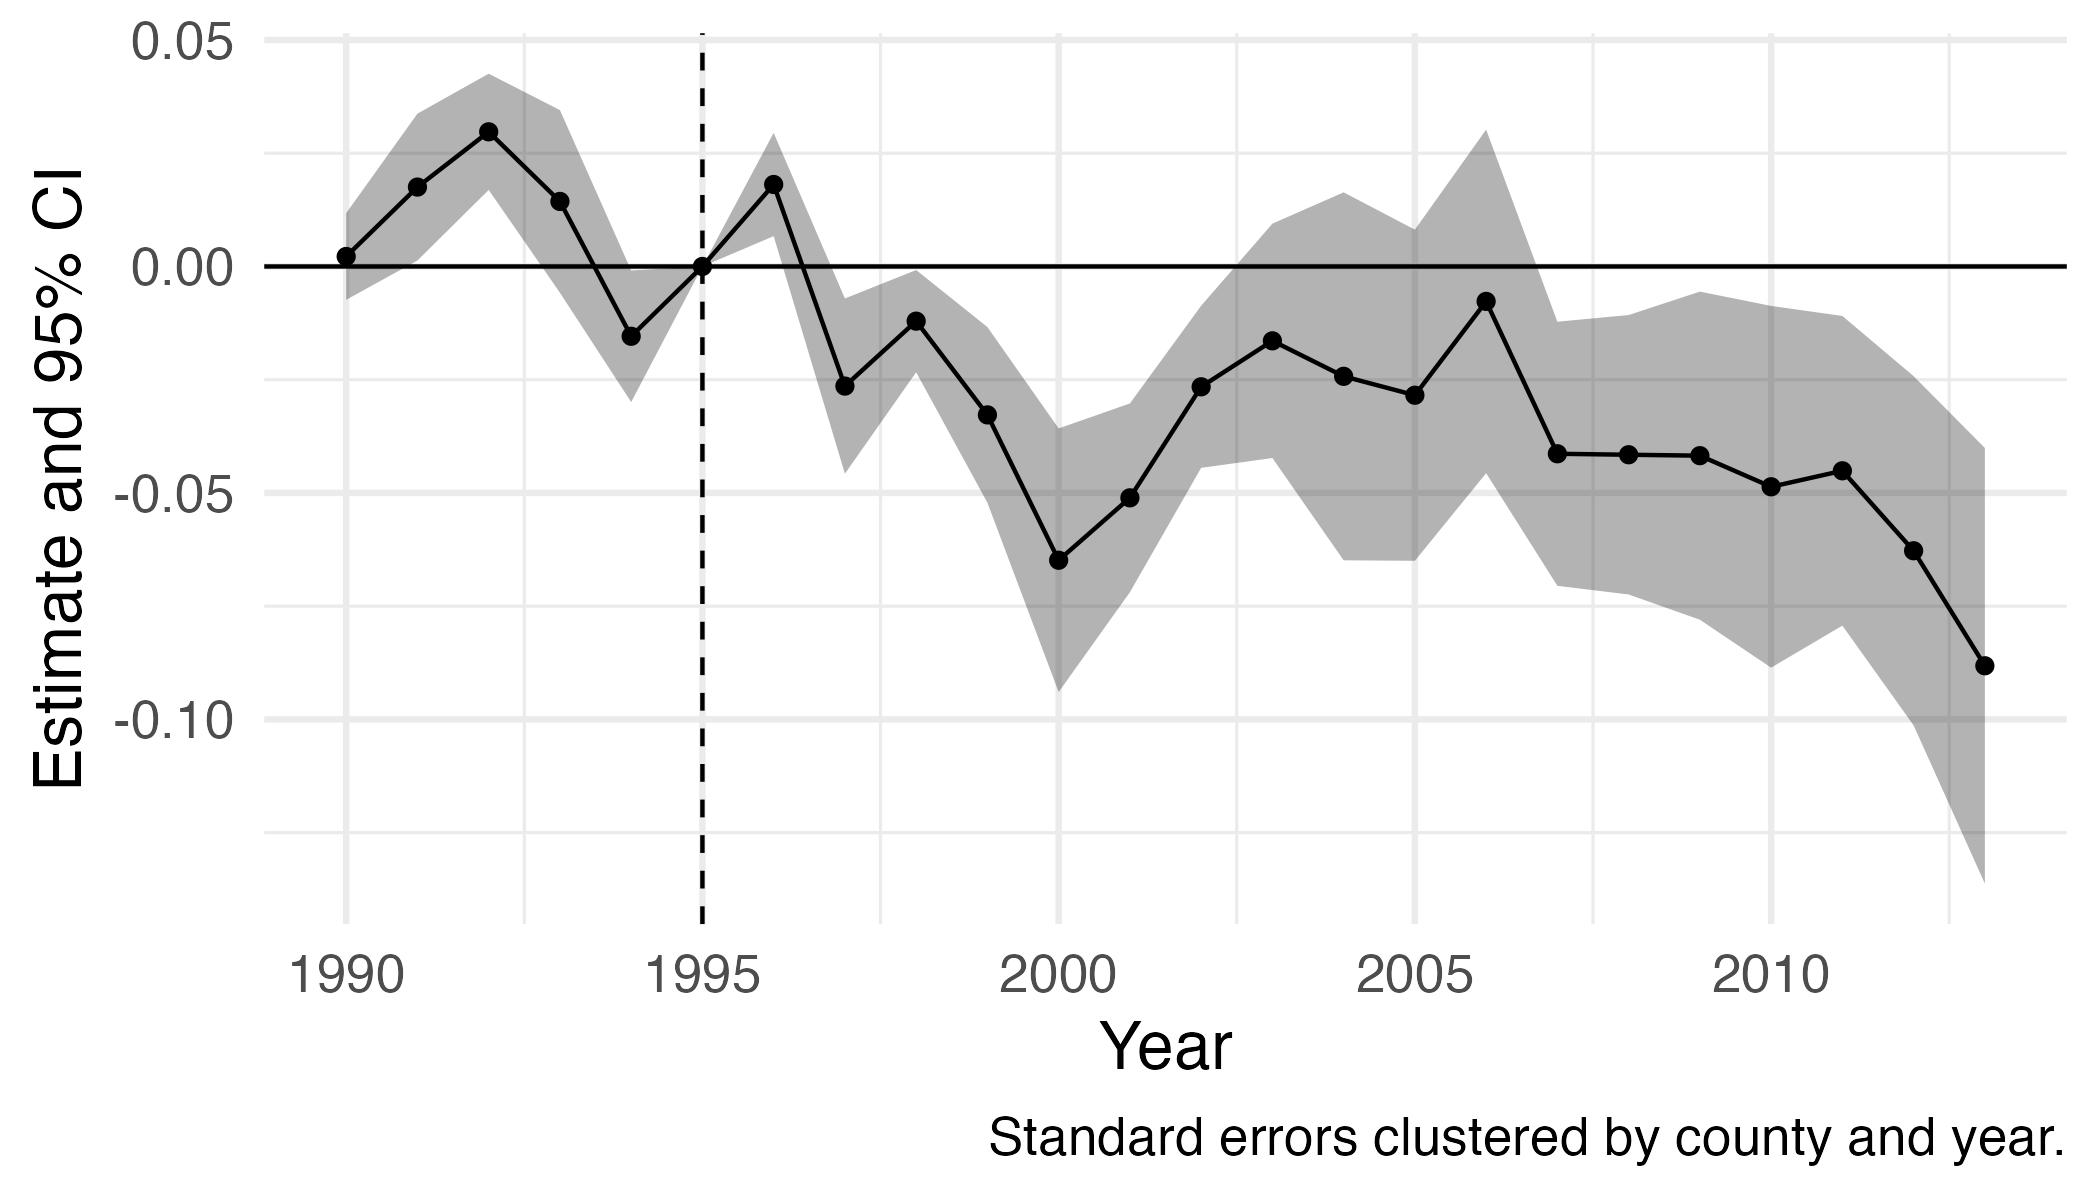 Estimate and 95% CI
0.05
0.00
-0.05
-0.10
1990 1995 2000 2005 2010
Year
Standard errors clustered by county and year.